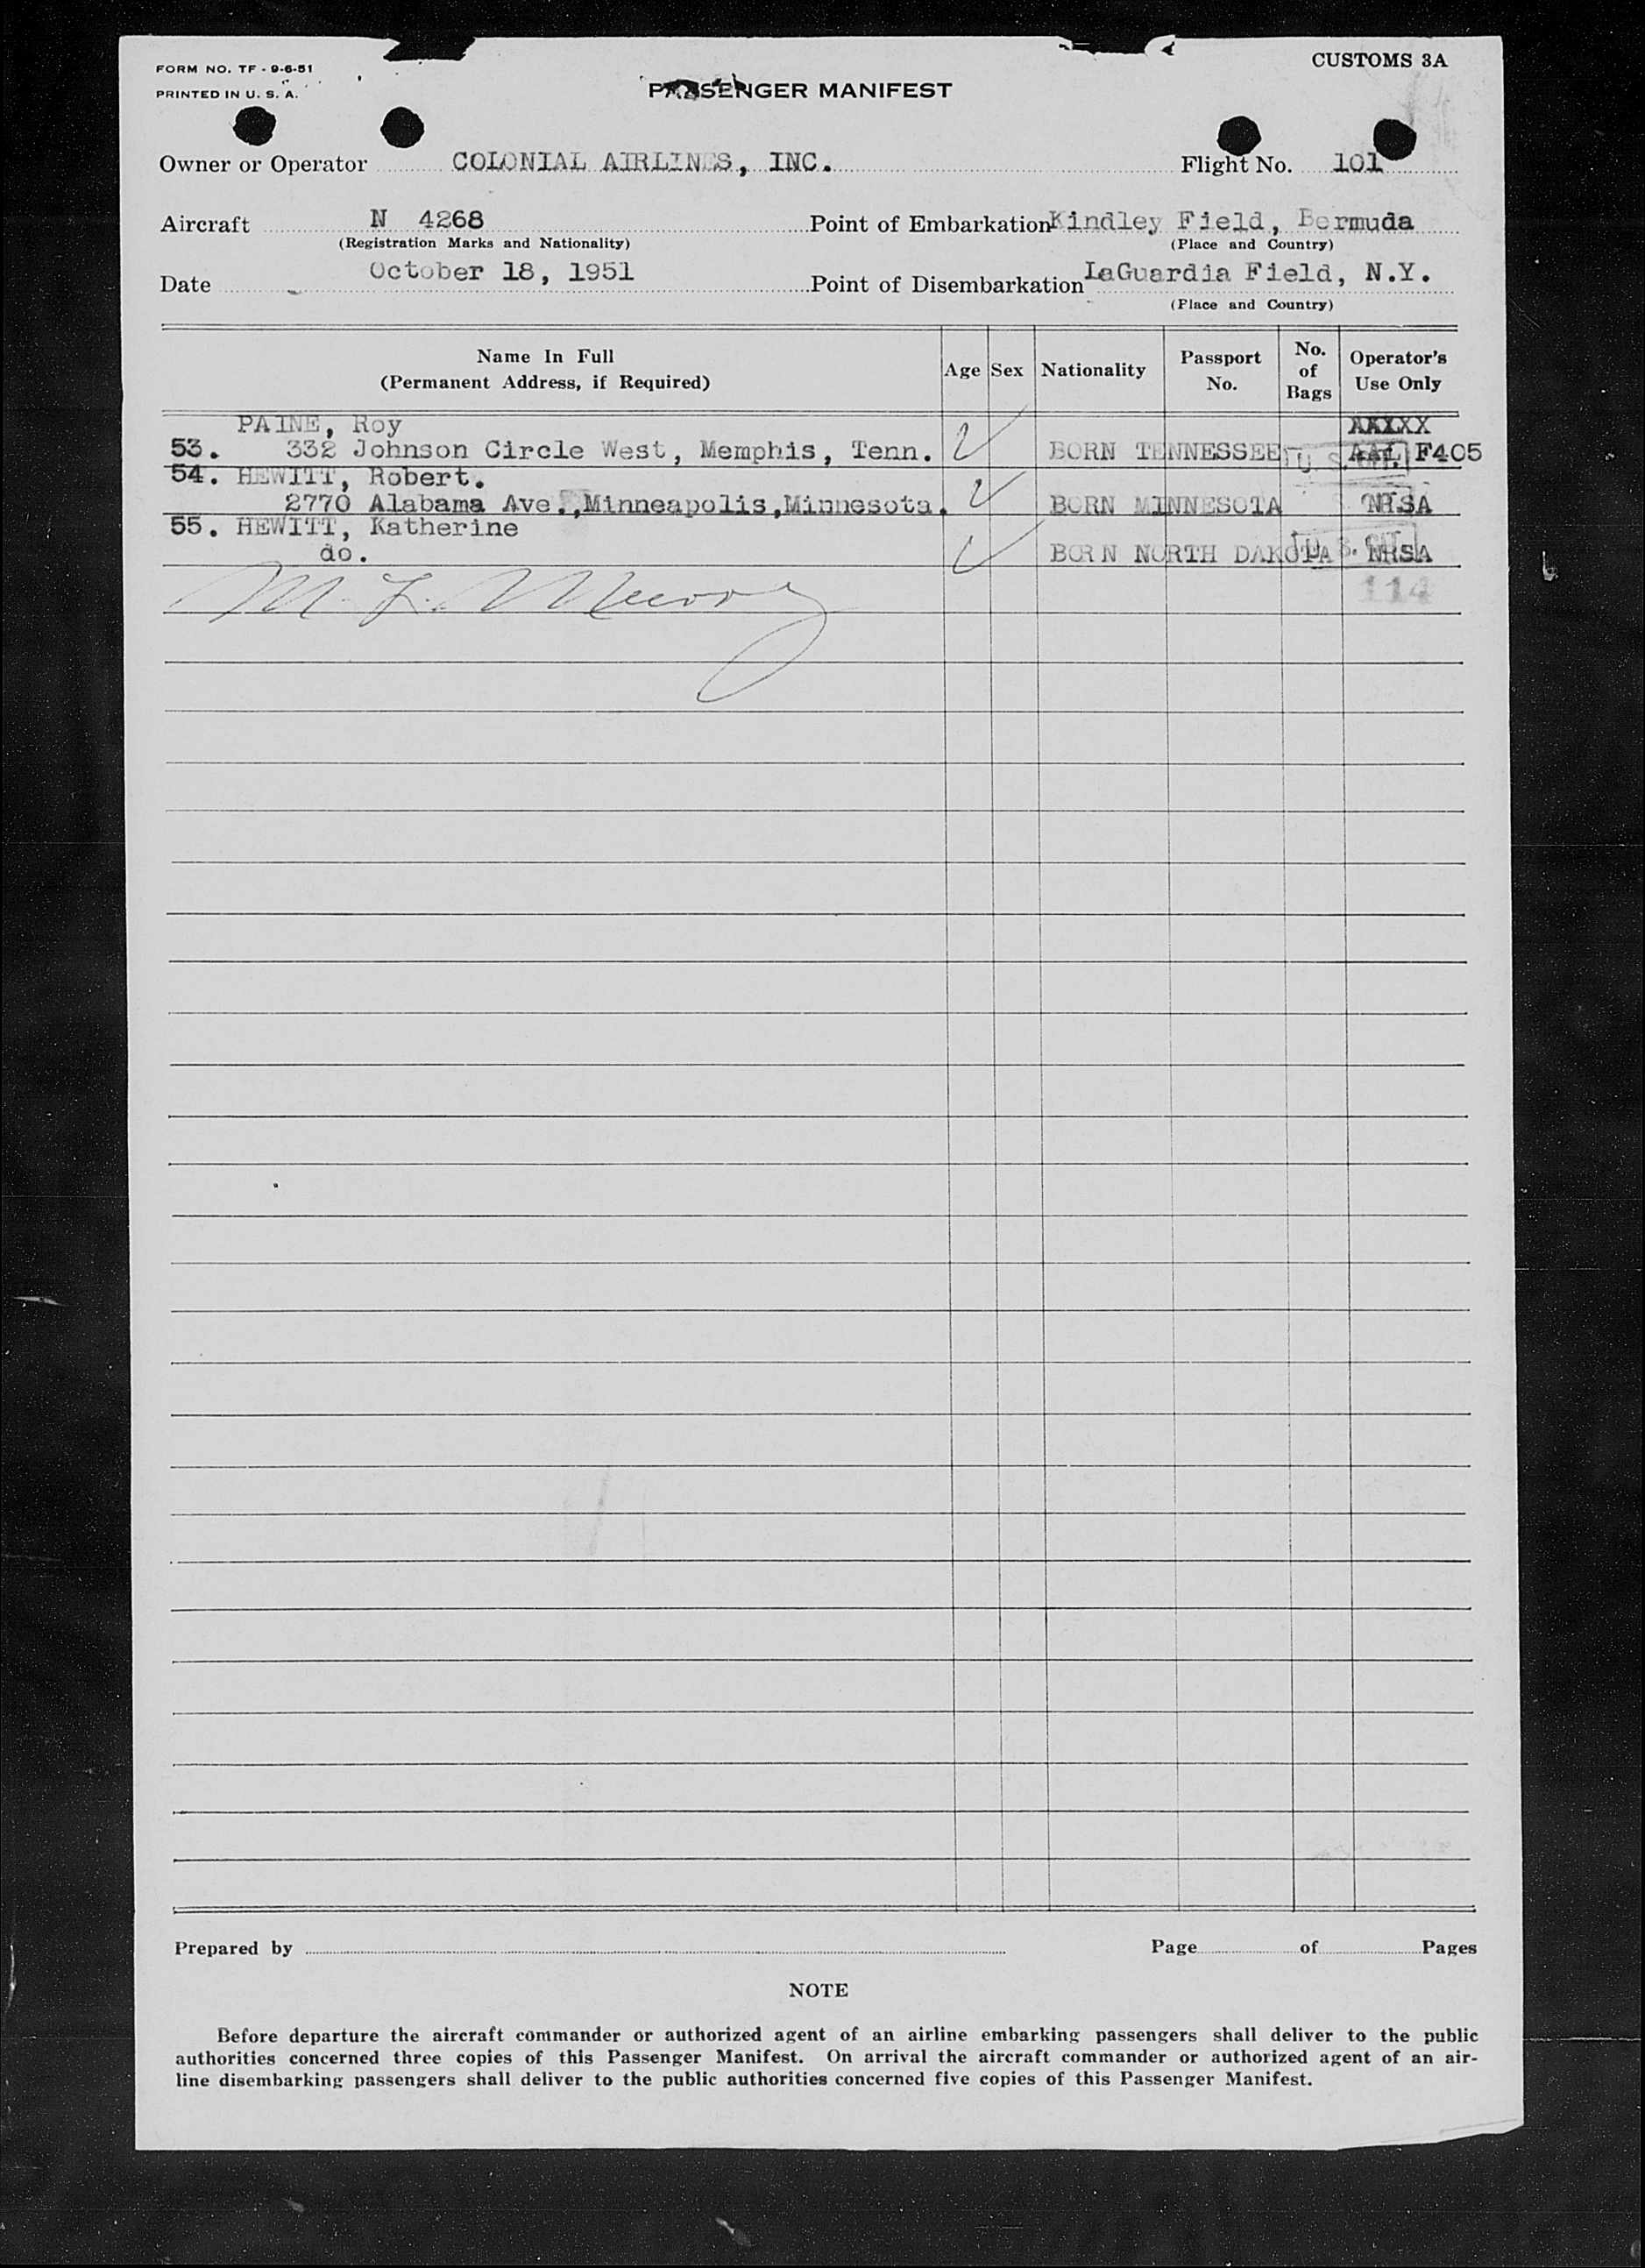 FORM NO. TF - 9-6-51
PRINTED IN U. S. A.
CUSTOMS 3A
PASSENGER MANIFEST
Owner or Operator COLONIAL AIRLINES, INC. Flight No. 101
Aircraft N 4268 Point of Embarkation Kindley Field, Bermuda
(Registration Marks and Nationality) (Place and Country)
Date October 18, 1951 Point of Disembarkation LaGuardia Field, N.Y.
(Place and Country)
Name In Full
(Permanent Address, if Required)
Age Sex Nationality
Passport
No.
No.
of
Bags
Operator's
Use Only
PAINE, Roy
53. 332 Johnson Circle West, Memphis, Tenn. BORN TENNESSEE AAL F405
54. HEWITT, Robert.
2770 Alabama Ave.,Minneapolis,Minnesota. BORN MINNESOTA NRSA
55. HEWITT, Katherine
do. BORN NORTH DAKOTA NRSA
114
Prepared by Page of Pages
NOTE
Before departure the aircraft commander or authorized agent of an airline embarking passengers shall deliver to the public
authorities concerned three copies of this Passenger Manifest. On arrival the aircraft commander or authorized agent of an air-
line disembarking passengers shall deliver to the public authorities concerned five copies of this Passenger Manifest.